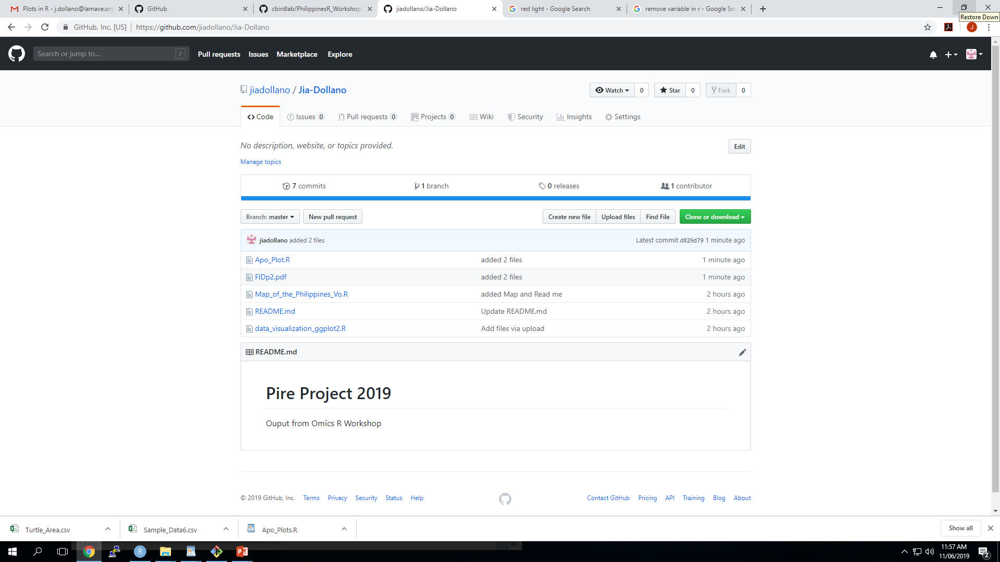 Plots in R - j.dollano@lamave.org
GitHub
cbirdlab/PhilippinesR_Workshop
jiadollano/Jia-Dollano
red light - Google Search
remove variable in r - Google Sea
Restore Down
GitHub, Inc. [US]
https://github.com/jiadollano/Jia-Dollano
J
Search or jump to...
/
Pull requests
Issues
Marketplace
Explore
jiadollano / Jia-Dollano
Watch 0
Star 0
Fork 0
Code
Issues 0
Pull requests 0
Projects 0
Wiki
Security
Insights
Settings
No description, website, or topics provided.
Edit
Manage topics
7 commits
1 branch
0 releases
1 contributor
Branch: master
New pull request
Create new file
Upload files
Find File
Clone or download
jiadollano added 2 files
Latest commit d829d79 1 minute ago
Apo_Plot.R added 2 files 1 minute ago
FIDp2.pdf added 2 files 1 minute ago
Map_of_the_Philippines_Vo.R added Map and Read me 2 hours ago
README.md Update README.md 2 hours ago
data_visualization_ggplot2.R Add files via upload 2 hours ago
README.md
Pire Project 2019
Ouput from Omics R Workshop
© 2019 GitHub, Inc. Terms Privacy Security Status Help
Contact GitHub Pricing API Training Blog About
Turtle_Area.csv
Sample_Data6.csv
Apo_Plots.R
Show all
5 items
11:57 AM
11/06/2019
2